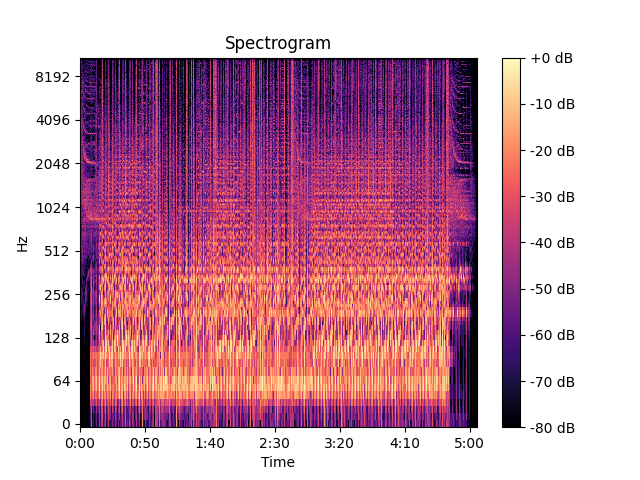 Spectrogram
8192
4096
2048
1024
512
256
128
64
0
Hz
0:00 0:50 1:40 2:30 3:20 4:10 5:00
Time
+0 dB
-10 dB
-20 dB
-30 dB
-40 dB
-50 dB
-60 dB
-70 dB
-80 dB